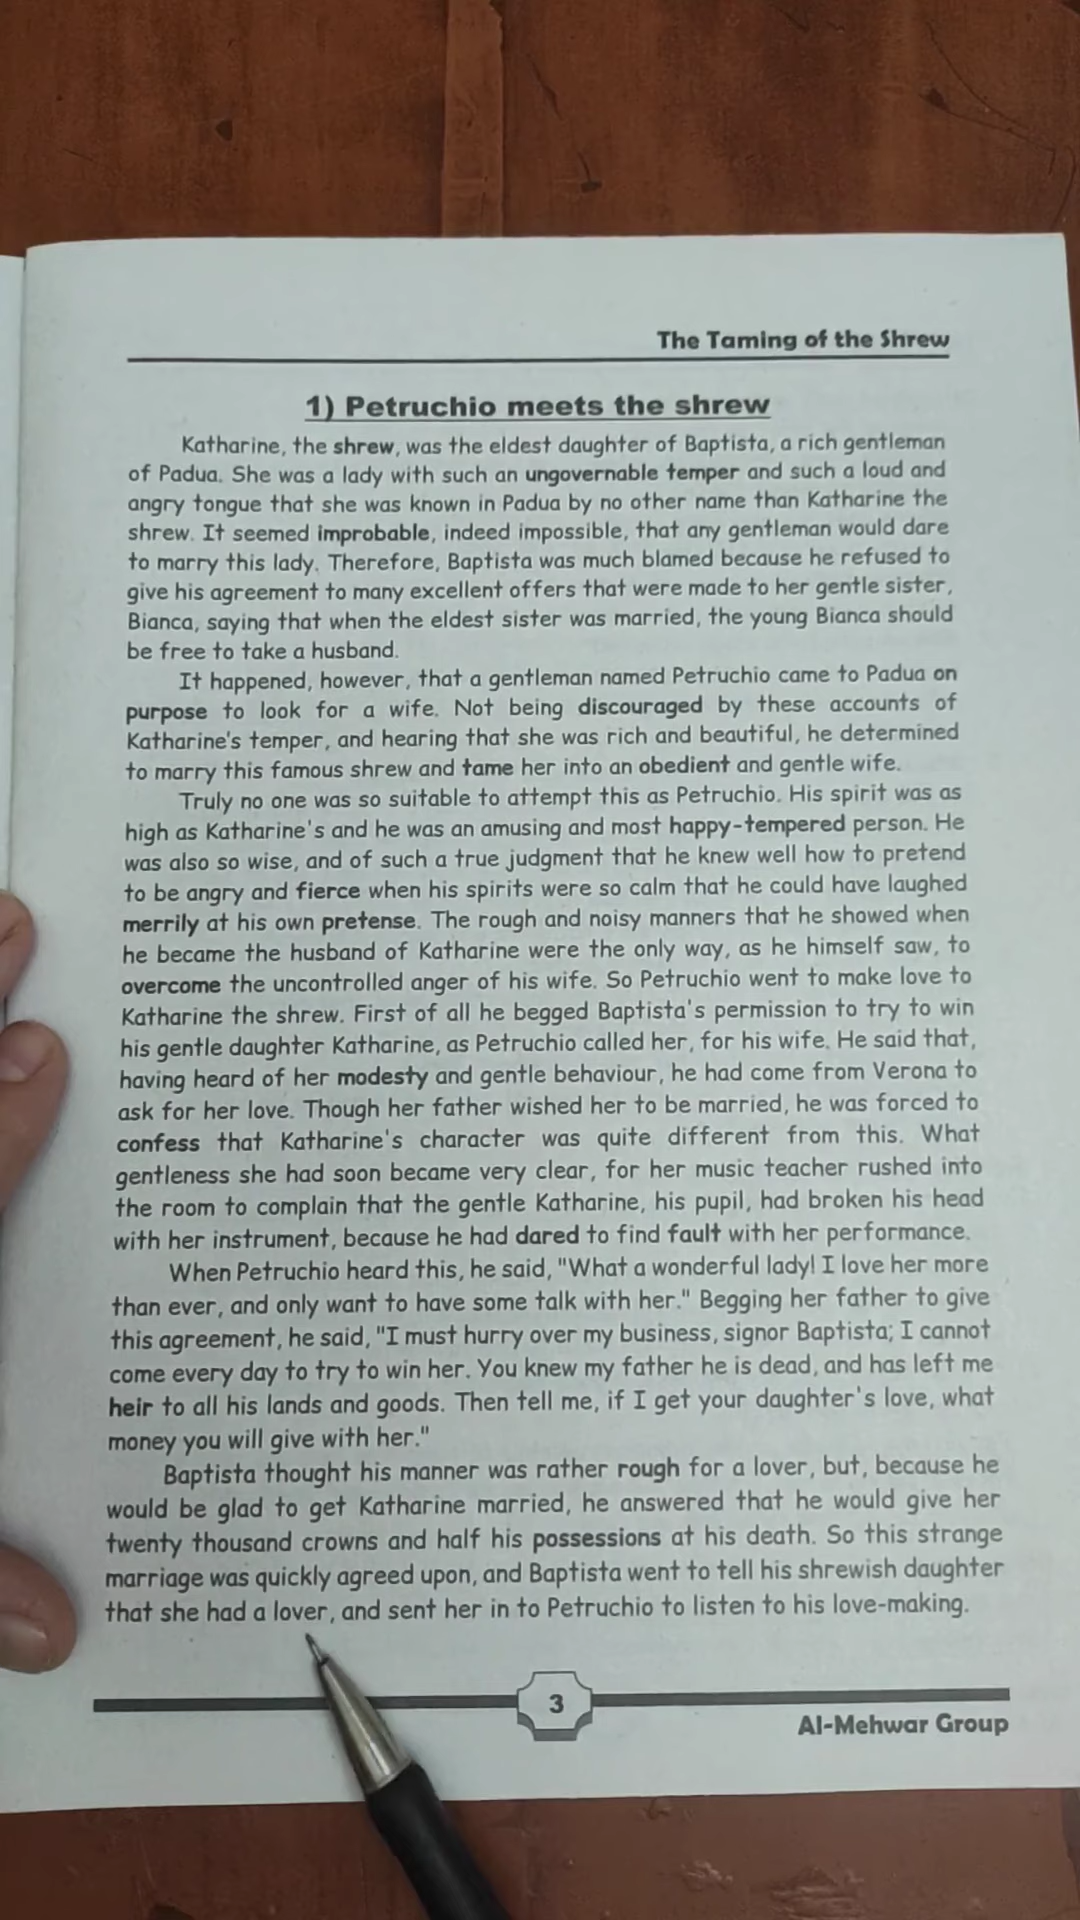 The Taming of the Shrew
1) Petruchio meets the shrew
Katharine, the shrew, was the eldest daughter of Baptista, a rich gentleman
of Padua. She was a lady with such an ungovernable temper and such a loud and
angry tongue that she was known in Padua by no other name than Katharine the
shrew. It seemed improbable, indeed impossible, that any gentleman would dare
to marry this lady. Therefore, Baptista was much blamed because he refused to
give his agreement to many excellent offers that were made to her gentle sister,
Bianca, saying that when the eldest sister was married, the young Bianca should
be free to take a husband.
It happened, however, that a gentleman named Petruchio came to Padua on
purpose to look for a wife. Not being discouraged by these accounts of
Katharine's temper, and hearing that she was rich and beautiful, he determined
to marry this famous shrew and tame her into an obedient and gentle wife.
Truly no one was so suitable to attempt this as Petruchio. His spirit was as
high as Katharine's and he was an amusing and most happy-tempered person. He
was also so wise, and of such a true judgment that he knew well how to pretend
to be angry and fierce when his spirits were so calm that he could have laughed
merrily at his own pretense. The rough and noisy manners that he showed when
he became the husband of Katharine were the only way, as he himself saw, to
overcome the uncontrolled anger of his wife. So Petruchio went to make love to
Katharine the shrew. First of all he begged Baptista's permission to try to win
his gentle daughter Katharine, as Petruchio called her, for his wife. He said that,
having heard of her modesty and gentle behaviour, he had come from Verona to
ask for her love. Though her father wished her to be married, he was forced to
confess that Katharine's character was quite different from this. What
gentleness she had soon became very clear, for her music teacher rushed into
the room to complain that the gentle Katharine, his pupil, had broken his head
with her instrument, because he had dared to find fault with her performance.
When Petruchio heard this, he said, "What a wonderful lady! I love her more
than ever, and only want to have some talk with her." Begging her father to give
this agreement, he said, "I must hurry over my business, signor Baptista; I cannot
come every day to try to win her. You knew my father he is dead, and has left me
heir to all his lands and goods. Then tell me, if I get your daughter's love, what
money you will give with her."
Baptista thought his manner was rather rough for a lover, but, because he
would be glad to get Katharine married, he answered that he would give her
twenty thousand crowns and half his possessions at his death. So this strange
marriage was quickly agreed upon, and Baptista went to tell his shrewish daughter
that she had a lover, and sent her in to Petruchio to listen to his love-making.
3
Al-Mehwar Group